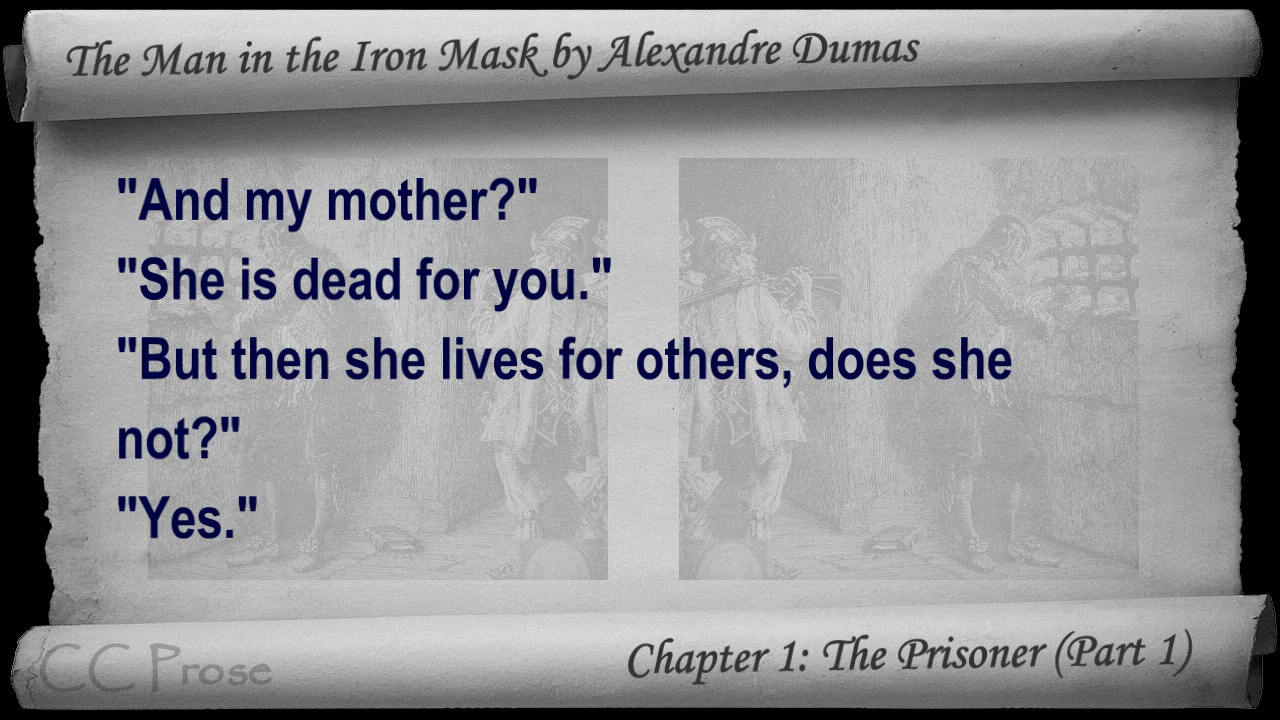 The Man in the Iron Mask by Alexandre Dumas
"And my mother?"
"She is dead for you."
"But then she lives for others, does she
not?"
"Yes."
CC Prose
Chapter 1: The Prisoner (Part 1)